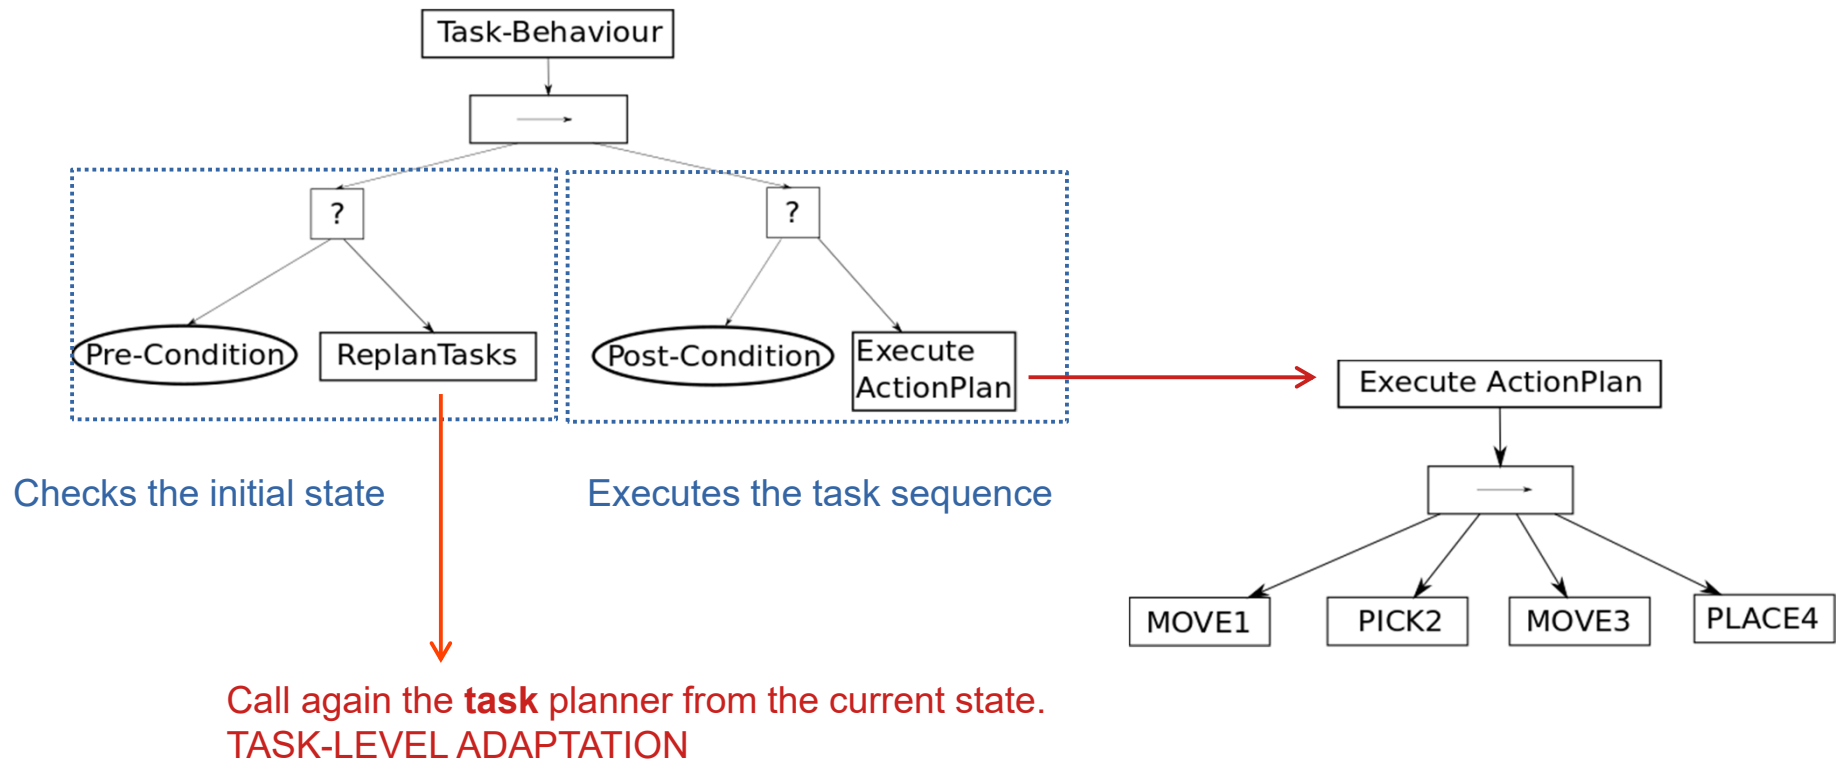 Task-Behaviour
?
?
Pre-Condition
ReplanTasks
Post-Condition
Execute
ActionPlan
Execute ActionPlan
Checks the initial state
Executes the task sequence
MOVE1
PICK2
MOVE3
PLACE4
Call again the task planner from the current state.
TASK-LEVEL ADAPTATION